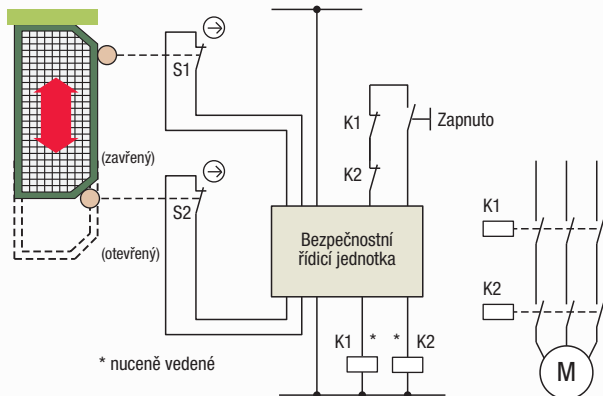 S1
(zavřený)
S2
(otevřený)
* nuceně vedené
K1
Zapnuto
K2
Bezpečnostní
řídicí jednotka
K1 * * K2
K1
K2
M